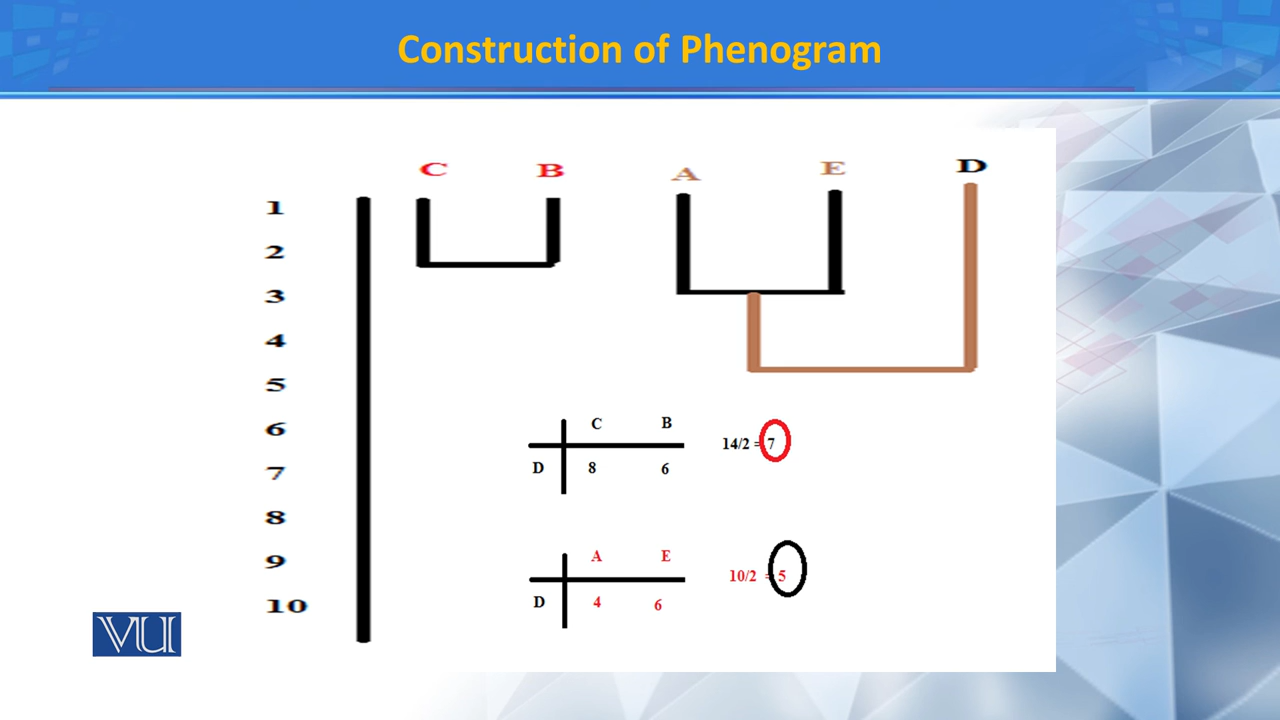 Construction of Phenogram
C B A E D
1
2
3
4
5
6
7
8
9
10
C B
D 8 6
14/2 = 7
A E
D 4 6
10/2 = 5
VU